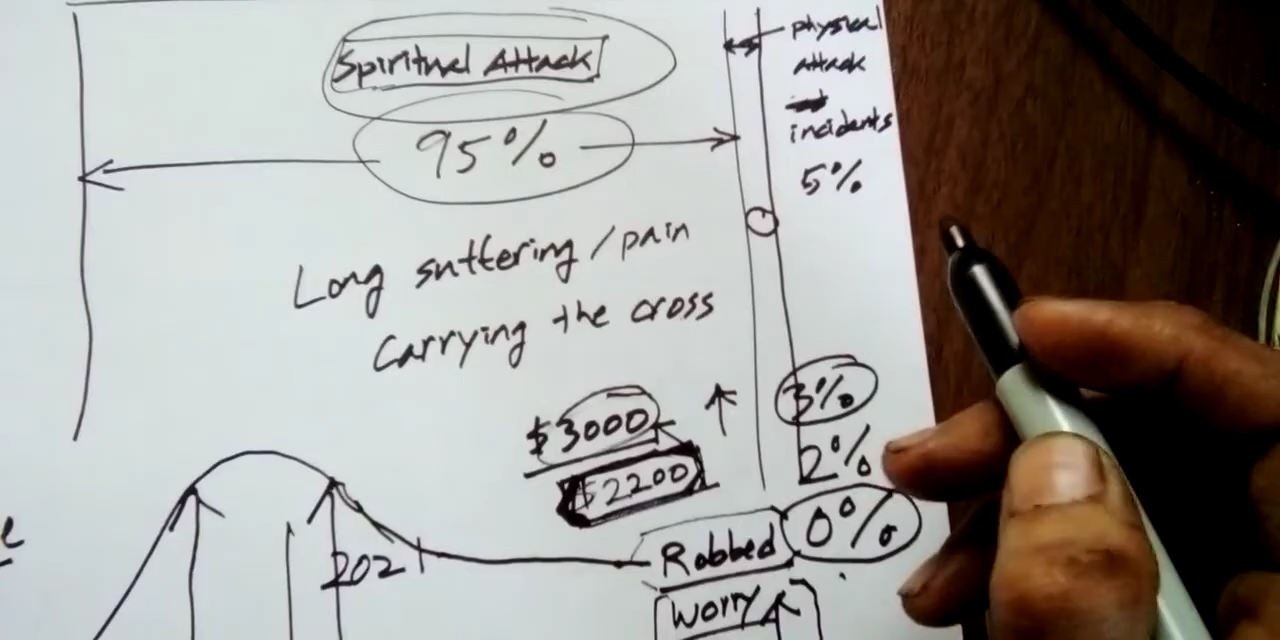 Spiritual Attack
physical
attack
incidents
95%
5%
Long suffering/pain
Carrying the cross
$3000
3%
$2200
2%
Robbed
0%
202
Worry
e